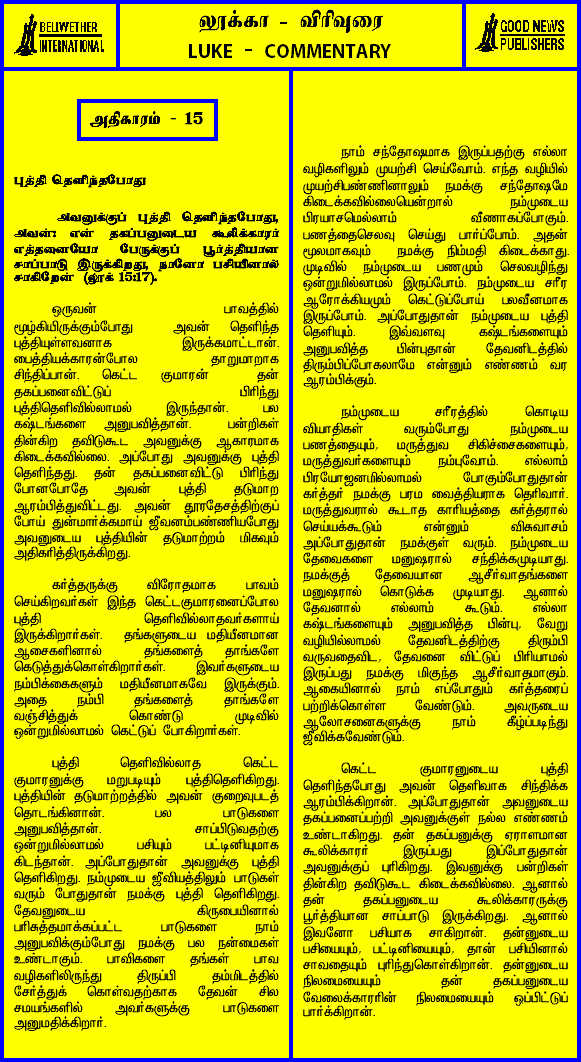 BELLWETHER
INTERNATIONAL
லூக்கா - விரிவுரை
LUKE - COMMENTARY
GOOD NEWS
PUBLISHERS
அதிகாரம் - 15
புத்தி தெளிந்தபோது
அவனுக்குப் புத்தி தெளிந்தபோது,
அவன்: என் தகப்பனுடைய கூலிக்காரர்
எத்தனையோ பேருக்குப் பூர்த்தியான
சாப்பாடு இருக்கிறது, நானோ பசியினால்
சாகிறேன் (லூக் 15:17).
ஒருவன் பாவத்தில்
மூழ்கியிருக்கும்போது அவன் தெளிந்த
புத்தியுள்ளவனாக இருக்கமாட்டான்.
பைத்தியக்காரன்போல தாறுமாறாக
சிந்திப்பான். கெட்ட குமாரன் தன்
தகப்பனைவிட்டுப் பிரிந்து
புத்திதெளிவில்லாமல் இருந்தான். பல
கஷ்டங்களை அனுபவித்தான். பன்றிகள்
தின்கிற தவிடுகூட அவனுக்கு ஆகாரமாக
கிடைக்கவில்லை. அப்போது அவனுக்கு புத்தி
தெளிந்தது. தன் தகப்பனைவிட்டு பிரிந்து
போனபோதே அவன் புத்தி தடுமாற
ஆரம்பித்துவிட்டது. அவன் தூரதேசத்திற்குப்
போய் துன்மார்க்கமாய் ஜீவனம்பண்ணியபோது
அவனுடைய புத்தியின் தடுமாற்றம் மிகவும்
அதிகரித்திருக்கிறது.
கர்த்தருக்கு விரோதமாக பாவம்
செய்கிறவர்கள் இந்த கெட்டகுமாரனைப்போல
புத்தி தெளிவில்லாதவர்களாய்
இருக்கிறார்கள். தங்களுடைய மதியீனமான
ஆசைகளினால் தங்களைத் தாங்களே
கெடுத்துக்கொள்கிறார்கள். இவர்களுடைய
நம்பிக்கைகளும் மதியீனமாகவே இருக்கும்.
அதை நம்பி தங்களைத் தாங்களே
வஞ்சித்துக் கொண்டு முடிவில்
ஒன்றுமில்லாமல் கெட்டுப் போகிறார்கள்.
புத்தி தெளிவில்லாத கெட்ட
குமாரனுக்கு மறுபடியும் புத்திதெளிகிறது.
புத்தியின் தடுமாற்றத்தில் அவன் குறைவுபடத்
தொடங்கினான். பல பாடுகளை
அனுபவித்தான். சாப்பிடுவதற்கு
ஒன்றுமில்லாமல் பசியும் பட்டினியுமாக
கிடந்தான். அப்போதுதான் அவனுக்கு புத்தி
தெளிகிறது. நம்முடைய ஜீவியத்திலும் பாடுகள்
வரும் போதுதான் நமக்கு புத்தி தெளிகிறது.
தேவனுடைய கிருபையினால்
பரிசுத்தமாக்கப்பட்ட பாடுகளை நாம்
அனுபவிக்கும்போது நமக்கு பல நன்மைகள்
உண்டாகும். பாவிகளை தங்கள் பாவ
வழிகளிலிருந்து திருப்பி தம்மிடத்தில்
சேர்த்துக் கொள்வதற்காக தேவன் சில
சமயங்களில் அவர்களுக்கு பாடுகளை
அனுமதிக்கிறார்.
நாம் சந்தோஷமாக இருப்பதற்கு எல்லா
வழிகளிலும் முயற்சி செய்வோம். எந்த வழியில்
முயற்சிபண்ணினாலும் நமக்கு சந்தோஷமே
கிடைக்கவில்லையென்றால் நம்முடைய
பிரயாசமெல்லாம் வீணாகப்போகும்.
பணத்தைசெலவு செய்து பார்ப்போம். அதன்
மூலமாகவும் நமக்கு நிம்மதி கிடைக்காது.
முடிவில் நம்முடைய பணமும் செலவழிந்து
ஒன்றுமில்லாமல் இருப்போம். நம்முடைய சரீர
ஆரோக்கியமும் கெட்டுப்போய் பலவீனமாக
இருப்போம். அப்போதுதான் நம்முடைய புத்தி
தெளியும். இவ்வளவு கஷ்டங்களையும்
அனுபவித்த பின்புதான் தேவனிடத்தில்
திரும்பிப்போகலாமே என்னும் எண்ணம் வர
ஆரம்பிக்கும்.
நம்முடைய சரீரத்தில் கொடிய
வியாதிகள் வரும்போது நம்முடைய
பணத்தையும், மருத்துவ சிகிச்சைகளையும்,
மருத்துவர்களையும் நம்புவோம். எல்லாம்
பிரயோஜனமில்லாமல் போகும்போதுதான்
கர்த்தர் நமக்கு பரம வைத்தியராக தெரிவார்.
மருத்துவரால் கூடாத காரியத்தை கர்த்தரால்
செய்யக்கூடும் என்னும் விசுவாசம்
அப்போதுதான் நமக்குள் வரும். நம்முடைய
தேவைகளை மனுஷரால் சந்திக்கமுடியாது.
நமக்குத் தேவையான ஆசீர்வாதங்களை
மனுஷரால் கொடுக்க முடியாது. ஆனால்
தேவனால் எல்லாம் கூடும். எல்லா
கஷ்டங்களையும் அனுபவித்த பின்பு, வேறு
வழியில்லாமல் தேவனிடத்திற்கு திரும்பி
வருவதைவிட, தேவனை விட்டுப் பிரியாமல்
இருப்பது நமக்கு மிகுந்த ஆசீர்வாதமாகும்.
ஆகையினால் நாம் எப்போதும் கர்த்தரைப்
பற்றிக்கொள்ள வேண்டும். அவருடைய
ஆலோசனைகளுக்கு நாம் கீழ்ப்படிந்து
ஜீவிக்கவேண்டும்.
கெட்ட குமாரனுடைய புத்தி
தெளிந்தபோது அவன் தெளிவாக சிந்திக்க
ஆரம்பிக்கிறான். அப்போதுதான் அவனுடைய
தகப்பனைப்பற்றி அவனுக்குள் நல்ல எண்ணம்
உண்டாகிறது. தன் தகப்பனுக்கு ஏராளமான
கூலிக்காரர் இருப்பது இப்போதுதான்
அவனுக்குப் புரிகிறது. இவனுக்கு பன்றிகள்
தின்கிற தவிடுகூட கிடைக்கவில்லை. ஆனால்
தன் தகப்பனுடைய கூலிக்காரருக்கு
பூர்த்தியான சாப்பாடு இருக்கிறது. ஆனால்
இவனோ பசியாக சாகிறான். தன்னுடைய
பசியையும், பட்டினியையும், தான் பசியினால்
சாவதையும் புரிந்துகொள்கிறான். தன்னுடைய
நிலமையையும் தன் தகப்பனுடைய
வேலைக்காரரின் நிலமையையும் ஒப்பிட்டுப்
பார்க்கிறான்.